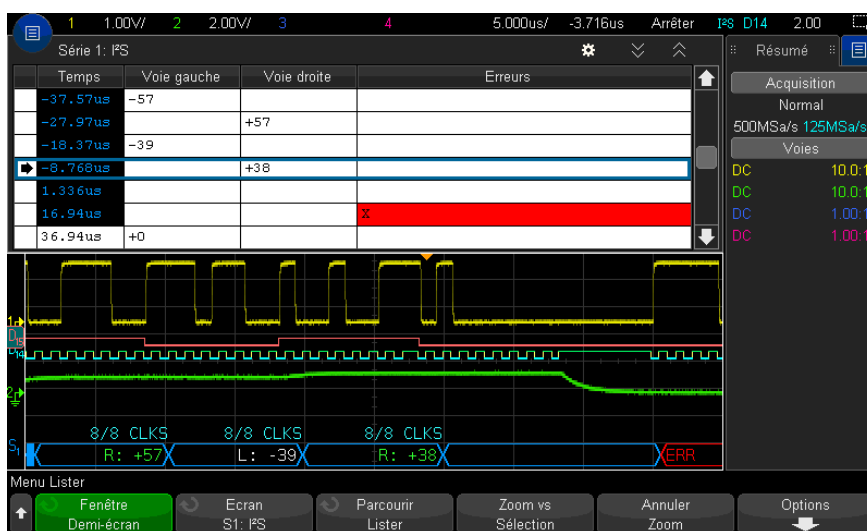 1 1.00V/ 2 2.00V/ 3 4 5.000us/ -3.716us Arrêter I²S D14 2.00
Série 1: I²S
Résumé
Temps Voie gauche Voie droite Erreurs
-37.57us -57
-27.97us +57
-18.37us -39
-8.768us +38
1.336us
16.94us X
36.94us +0
Acquisition
Normal
500MSa/s 125MSa/s
Voies
DC 10.0:1
DC 10.0:1
DC 1.00:1
DC 1.00:1
1
D15
D14
2
8/8 CLKS 8/8 CLKS 8/8 CLKS
S1 R: +57 L: -39 R: +38 ERR
Menu Lister
Fenêtre Ecran Parcourir Zoom vs Annuler Options
Demi-écran S1: I²S Lister Sélection Zoom